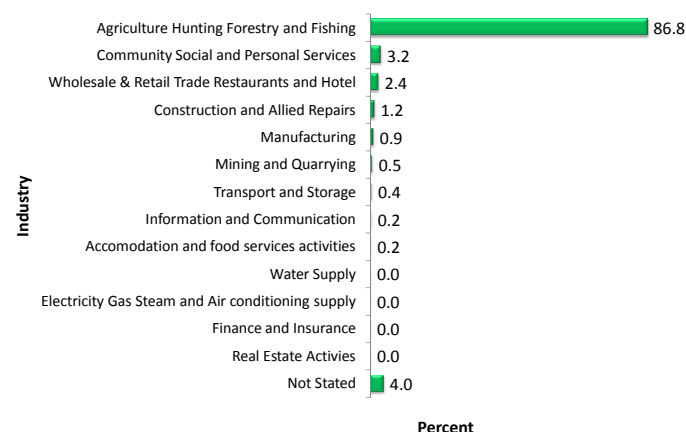 Agriculture Hunting Forestry and Fishing 86.8
Community Social and Personal Services 3.2
Wholesale & Retail Trade Restaurants and Hotel 2.4
Construction and Allied Repairs 1.2
Manufacturing 0.9
Mining and Quarrying 0.5
Transport and Storage 0.4
Information and Communication 0.2
Accomodation and food services activities 0.2
Water Supply 0.0
Electricity Gas Steam and Air conditioning supply 0.0
Finance and Insurance 0.0
Real Estate Activies 0.0
Not Stated 4.0
Industry
Percent